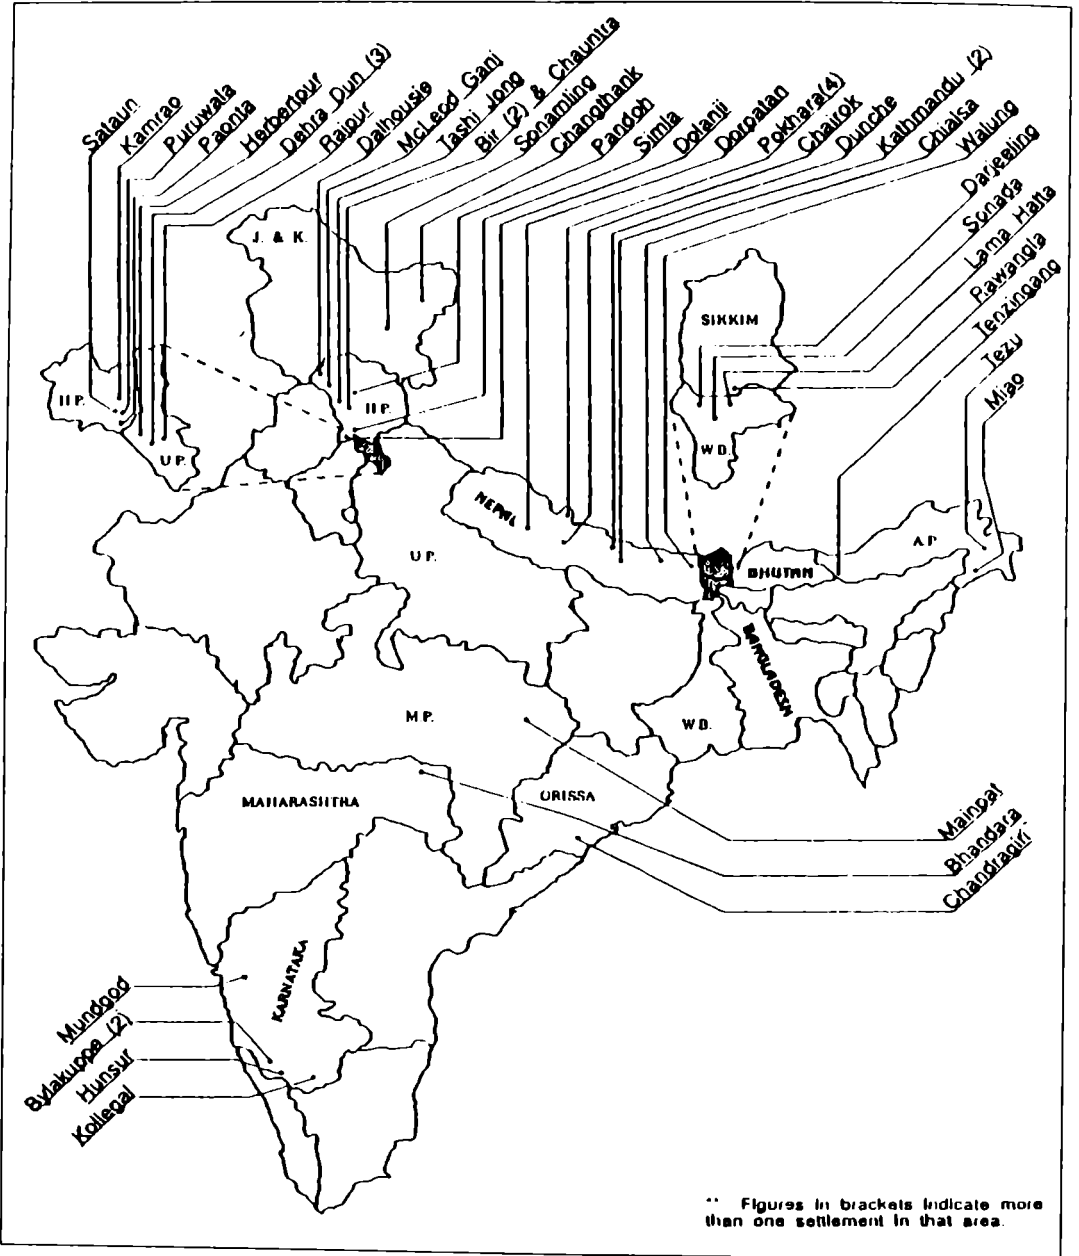 Sataun
Kamrao
Puruwala
Paonta
Herbertpur
Dehra Dun (3)
Rajpur
Dalhousie
McLeod Ganj
Tashi Jong
Bir (2) & Chauntra
Sonamling
Changthank
Pandoh
Simla
Dolanji
Dorpatan
Pokhara(4)
Chairok
Dunche
Kathmandu (2)
Chialsa
Walung
Darjeeling
Sonada
Lama Hatta
Rawangla
Tenzingang
Tezu
Miao
J. & K.
SIKKIM
H.P.
H.P.
U.P.
W.B.
NEPAL
U.P.
A.P.
BHUTAN
BANGLADESH
M.P.
W.B.
MAHARASHTHA
ORISSA
Mainpat
Bhandara
Chandragiri
KARNATAKA
Mundgod
Bylakuppe (2)
Hunsur
Kollegal
** Figures in brackets indicate more
than one settlement in that area.